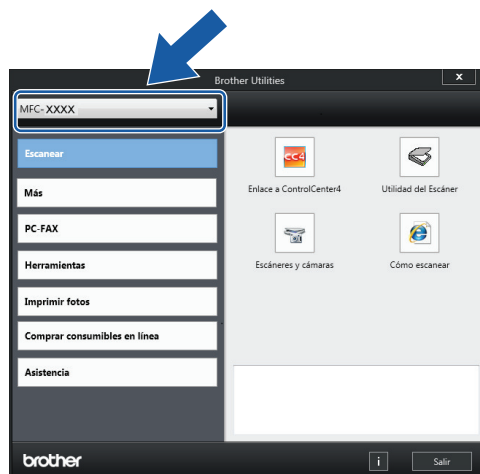 Brother Utilities
x
MFC-XXXX
Escanear
Más
PC-FAX
Herramientas
Imprimir fotos
Comprar consumibles en línea
Asistencia
CC4
Enlace a ControlCenter4
Utilidad del Escáner
Escáneres y cámaras
Cómo escanear
brother
i
Salir